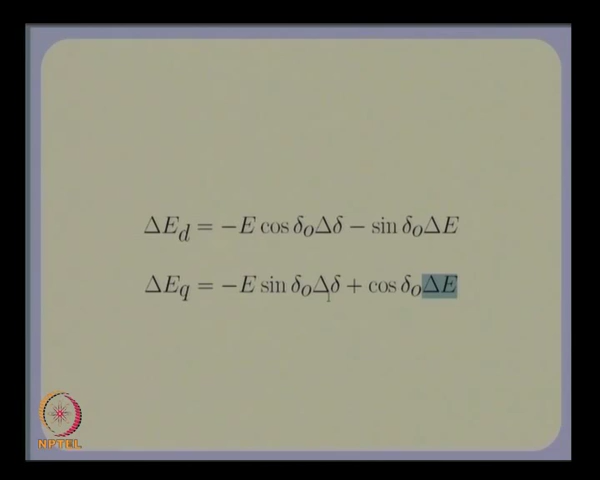 ΔE_d = −E cos δ_O Δδ − sin δ_O ΔE
ΔE_q = −E sin δ_O Δδ + cos δ_O ΔE
NPTEL